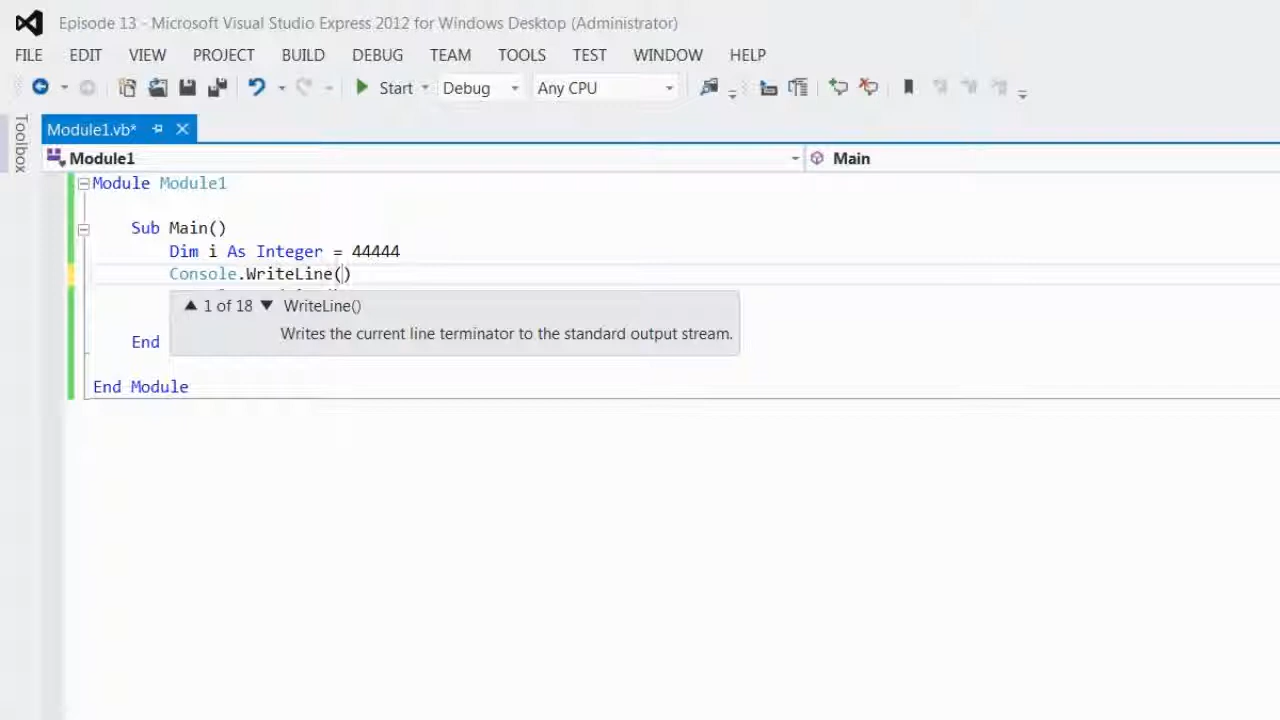 Episode 13 - Microsoft Visual Studio Express 2012 for Windows Desktop (Administrator)
FILE EDIT VIEW PROJECT BUILD DEBUG TEAM TOOLS TEST WINDOW HELP
Start Debug Any CPU
Toolbox
Module1.vb*
Module1 Main
Module Module1
Sub Main()
Dim i As Integer = 44444
Console.WriteLine()
1 of 18 WriteLine()
Writes the current line terminator to the standard output stream.
End
End Module